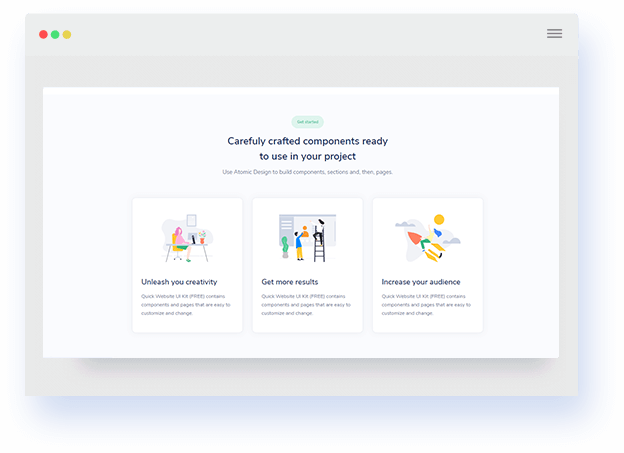 Get started
Carefuly crafted components ready
to use in your project
Use Atomic Design to build components, sections and, then, pages.
Unleash you creativity
Quick Website UI Kit (FREE) contains
components and pages that are easy to
customize and change.
Get more results
Quick Website UI Kit (FREE) contains
components and pages that are easy to
customize and change.
Increase your audience
Quick Website UI Kit (FREE) contains
components and pages that are easy to
customize and change.